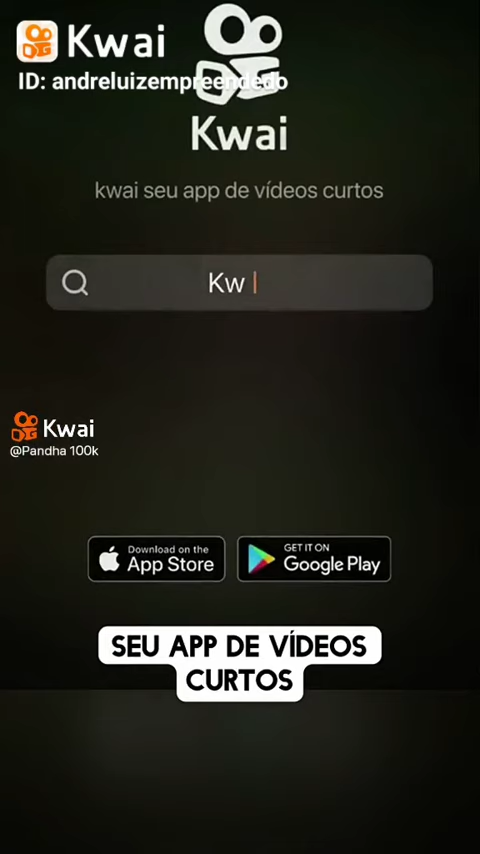 Kwai
ID: andreluizempreendedo
Kwai
kwai seu app de vídeos curtos
Kw
Kwai
@Pandha 100k
Download on the
App Store
GET IT ON
Google Play
SEU APP DE VÍDEOS
CURTOS